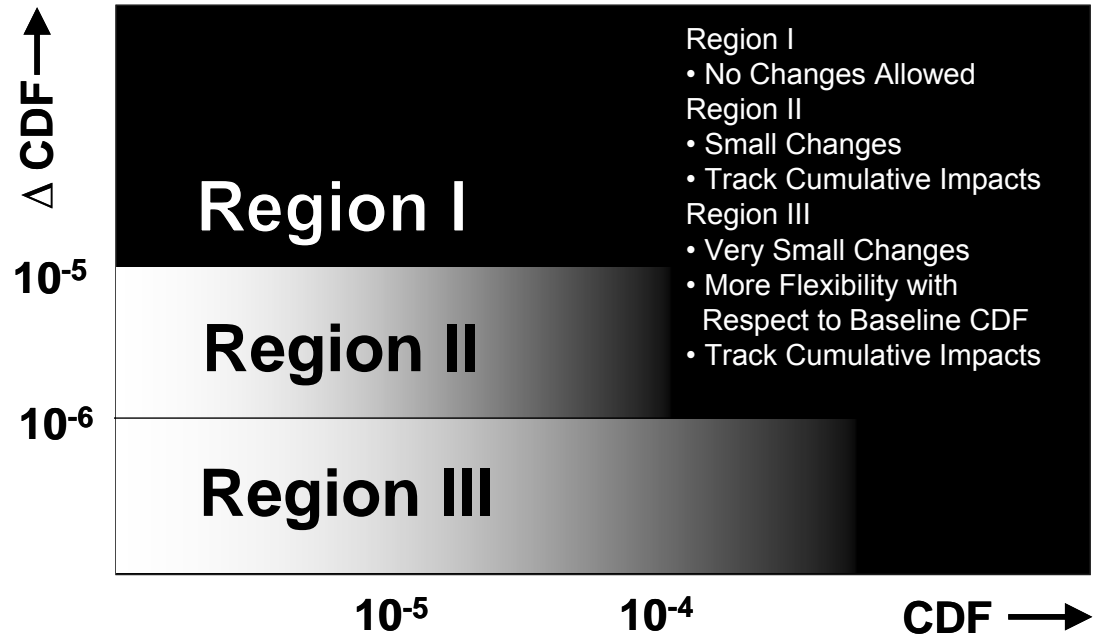 Δ CDF→
Region I
• No Changes Allowed
Region II
• Small Changes
• Track Cumulative Impacts
Region III
• Very Small Changes
• More Flexibility with
Respect to Baseline CDF
• Track Cumulative Impacts
Region I
10⁻⁵
Region II
10⁻⁶
Region III
10⁻⁵
10⁻⁴
CDF →